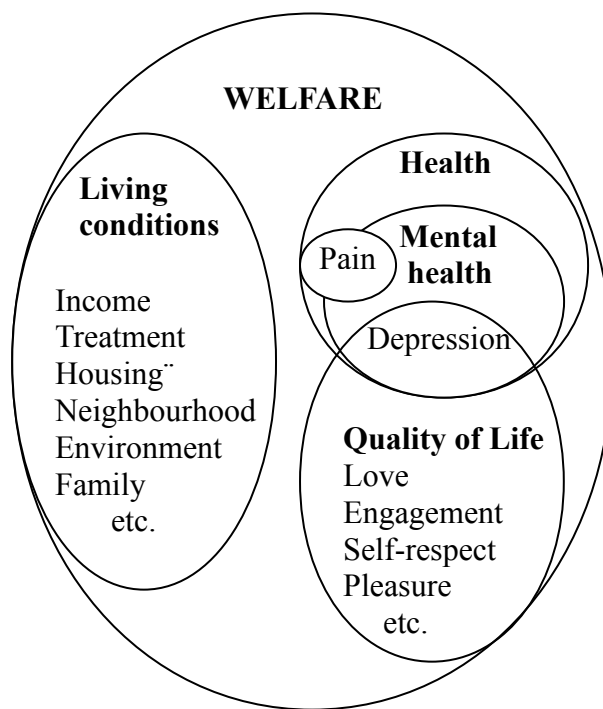 WELFARE
Living
conditions
Income
Treatment
Housing¨
Neighbourhood
Environment
Family
etc.
Health
Mental
health
Pain
Depression
Quality of Life
Love
Engagement
Self-respect
Pleasure
etc.